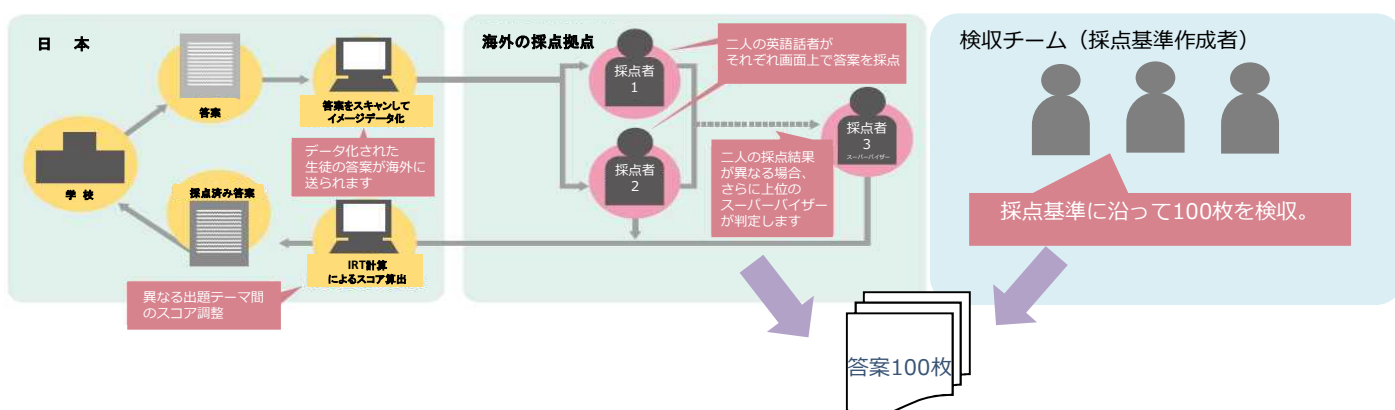 日　本
答案
答案をスキャンして
イメージデータ化
データ化された
生徒の答案が海外に
送られます
学 校
採点済み答案
IRT計算
によるスコア算出
異なる出題テーマ間
のスコア調整
海外の採点拠点
採点者
1
採点者
2
二人の英語話者が
それぞれ画面上で答案を採点
採点者
3
スーパーバイザー
二人の採点結果
が異なる場合、
さらに上位の
スーパーバイザー
が判定します
検収チーム（採点基準作成者）
採点基準に沿って100枚を検収。
答案100枚